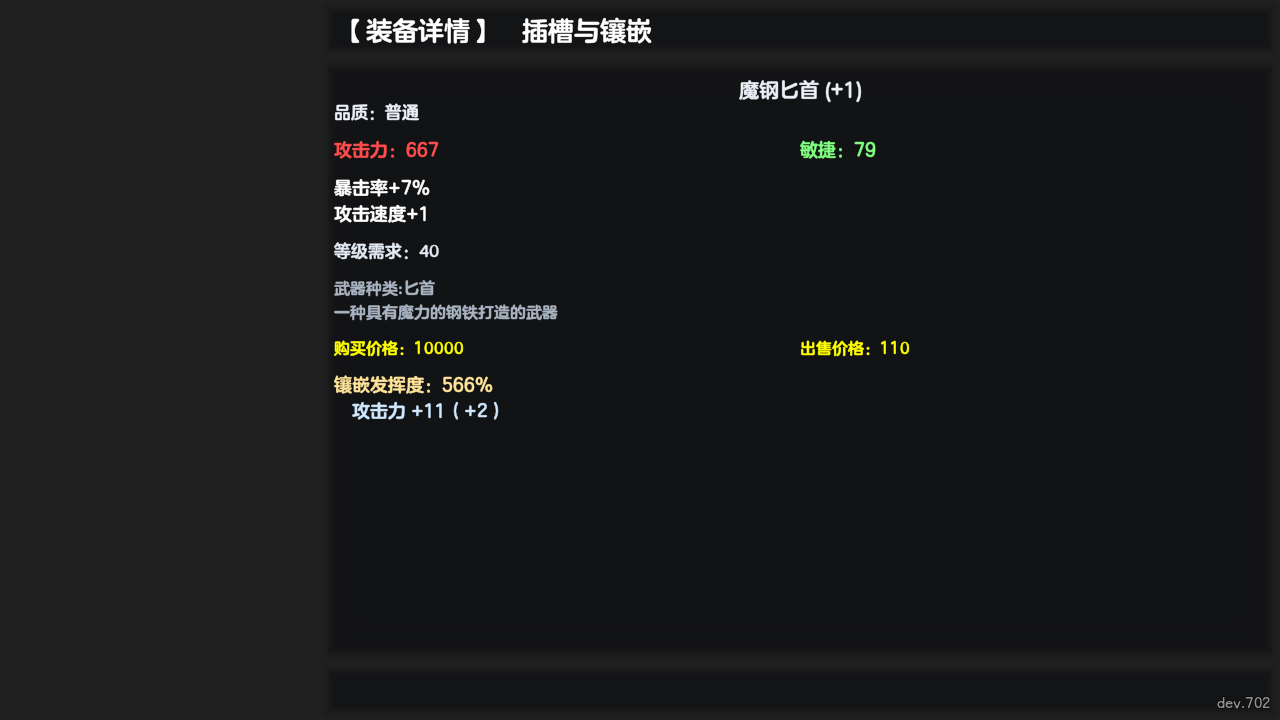 【装备详情】 插槽与镶嵌
魔钢匕首 (+1)
品质：普通
攻击力：667 敏捷：79
暴击率+7%
攻击速度+1
等级需求：40
武器种类:匕首
一种具有魔力的钢铁打造的武器
购买价格：10000 出售价格：110
镶嵌发挥度：566%
攻击力 +11 ( +2 )
dev.702